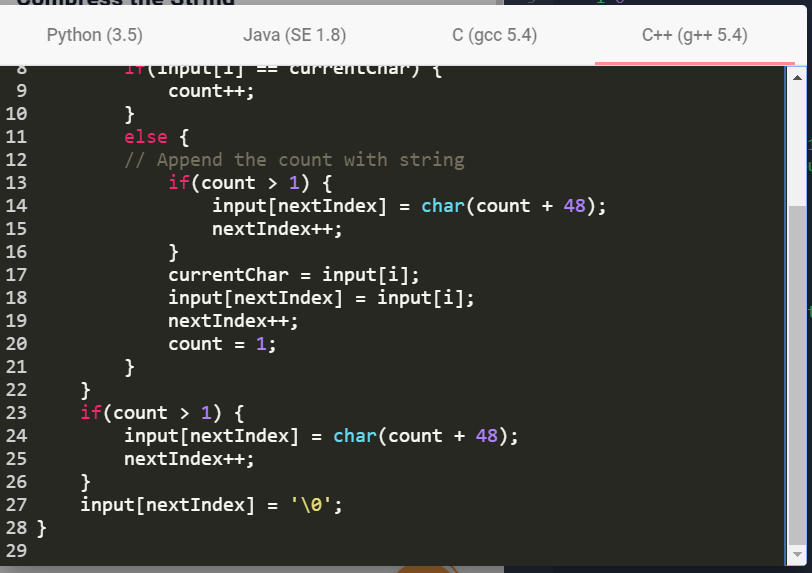 Compress the String
Python (3.5) Java (SE 1.8) C (gcc 5.4) C++ (g++ 5.4)
8 if(input[i] == currentChar) {
9 count++;
10 }
11 else {
12 // Append the count with string
13 if(count > 1) {
14 input[nextIndex] = char(count + 48);
15 nextIndex++;
16 }
17 currentChar = input[i];
18 input[nextIndex] = input[i];
19 nextIndex++;
20 count = 1;
21 }
22 }
23 if(count > 1) {
24 input[nextIndex] = char(count + 48);
25 nextIndex++;
26 }
27 input[nextIndex] = '\0';
28 }
29